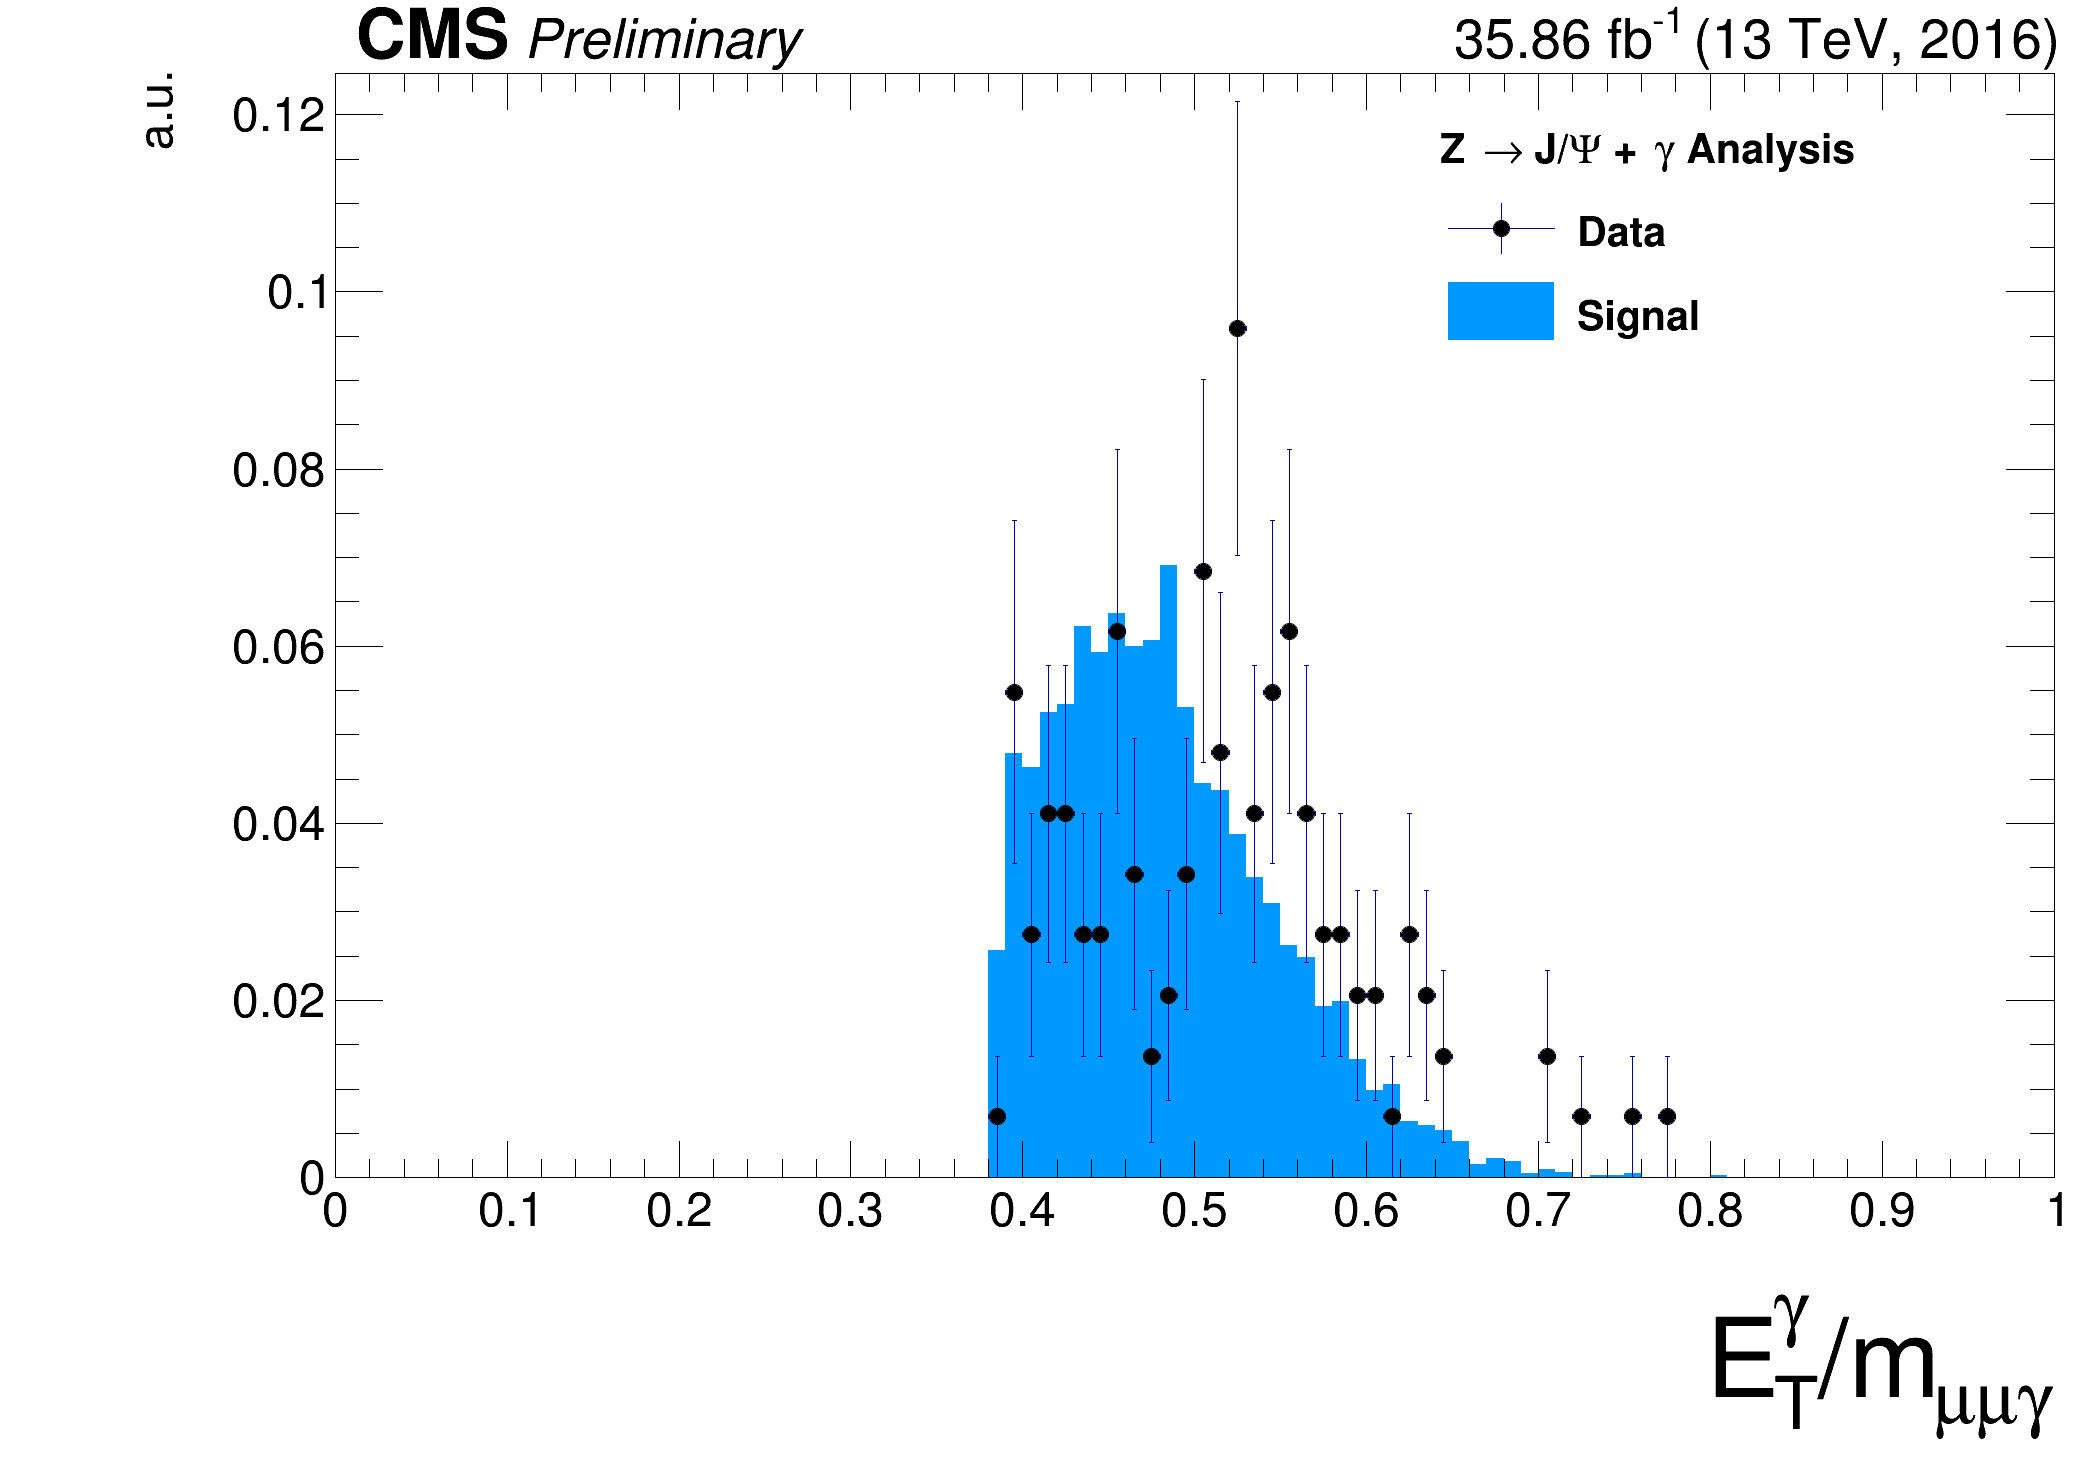 CMS Preliminary 35.86 fb-1 (13 TeV, 2016)
a.u.
Z → J/Ψ + γ Analysis
Data
Signal
0.12
0.1
0.08
0.06
0.04
0.02
0
0 0.1 0.2 0.3 0.4 0.5 0.6 0.7 0.8 0.9 1
E_T^γ/m_μμγ